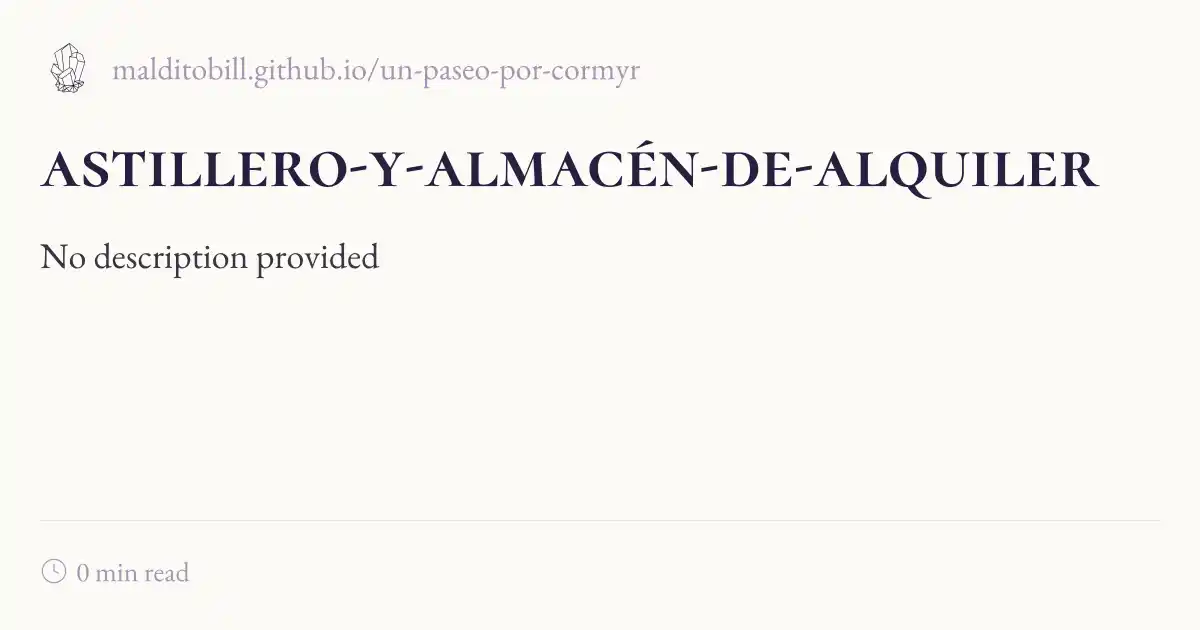 malditobill.github.io/un-paseo-por-cormyr
ASTILLERO-Y-ALMACÉN-DE-ALQUILER
No description provided
0 min read